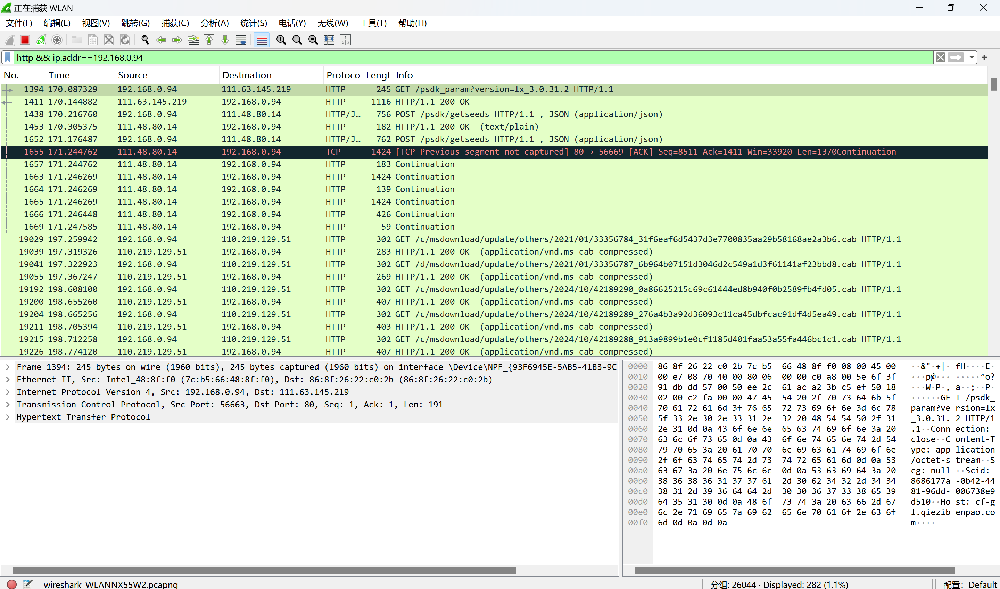 正在捕获 WLAN
文件(F) 编辑(E) 视图(V) 跳转(G) 捕获(C) 分析(A) 统计(S) 电话(Y) 无线(W) 工具(T) 帮助(H)
http && ip.addr==192.168.0.94
No. Time Source Destination Protoco Lengt Info
1394 170.087329 192.168.0.94 111.63.145.219 HTTP 245 GET /psdk_param?version=lx_3.0.31.2 HTTP/1.1
1411 170.144882 111.63.145.219 192.168.0.94 HTTP 1116 HTTP/1.1 200 OK
1438 170.216760 192.168.0.94 111.48.80.14 HTTP/J… 756 POST /psdk/getseeds HTTP/1.1 , JSON (application/json)
1453 170.305375 111.48.80.14 192.168.0.94 HTTP 182 HTTP/1.1 200 OK (text/plain)
1652 171.176487 192.168.0.94 111.48.80.14 HTTP/J… 762 POST /psdk/getseeds HTTP/1.1 , JSON (application/json)
1655 171.244762 111.48.80.14 192.168.0.94 TCP 1424 [TCP Previous segment not captured] 80 → 56669 [ACK] Seq=8511 Ack=1411 Win=33920 Len=1370Continuation
1657 171.244762 111.48.80.14 192.168.0.94 HTTP 183 Continuation
1663 171.246269 111.48.80.14 192.168.0.94 HTTP 1424 Continuation
1664 171.246269 111.48.80.14 192.168.0.94 HTTP 139 Continuation
1665 171.246269 111.48.80.14 192.168.0.94 HTTP 1424 Continuation
1666 171.246448 111.48.80.14 192.168.0.94 HTTP 426 Continuation
1669 171.247585 111.48.80.14 192.168.0.94 HTTP 59 Continuation
19029 197.259942 192.168.0.94 110.219.129.51 HTTP 302 GET /c/msdownload/update/others/2021/01/33356784_31f6eaf6d5437d3e7700835aa29b58168ae2a3b6.cab HTTP/1.1
19039 197.319326 110.219.129.51 192.168.0.94 HTTP 283 HTTP/1.1 200 OK (application/vnd.ms-cab-compressed)
19041 197.322923 192.168.0.94 110.219.129.51 HTTP 302 GET /d/msdownload/update/others/2021/01/33356787_6b964b07151d3046d2c549a1d3f61141af23bbd8.cab HTTP/1.1
19055 197.367247 110.219.129.51 192.168.0.94 HTTP 269 HTTP/1.1 200 OK (application/vnd.ms-cab-compressed)
19192 198.608100 192.168.0.94 110.219.129.51 HTTP 302 GET /c/msdownload/update/others/2024/10/42189290_0a86625215c69c61444ed8b940f0b2589fb4fd05.cab HTTP/1.1
19200 198.655260 110.219.129.51 192.168.0.94 HTTP 407 HTTP/1.1 200 OK (application/vnd.ms-cab-compressed)
19204 198.665256 192.168.0.94 110.219.129.51 HTTP 302 GET /c/msdownload/update/others/2024/10/42189289_276a4b3a92d36093c11ca45dbfcac91df4d5ea49.cab HTTP/1.1
19211 198.705394 110.219.129.51 192.168.0.94 HTTP 403 HTTP/1.1 200 OK (application/vnd.ms-cab-compressed)
19215 198.712258 192.168.0.94 110.219.129.51 HTTP 302 GET /c/msdownload/update/others/2024/10/42189288_913a9899b1e0cf1185d401faa53a55fa446bc1c1.cab HTTP/1.1
19226 198.774120 110.219.129.51 192.168.0.94 HTTP 407 HTTP/1.1 200 OK (application/vnd.ms-cab-compressed)
Frame 1394: 245 bytes on wire (1960 bits), 245 bytes captured (1960 bits) on interface \Device\NPF_{93F6945E-5AB5-41B3-9C
Ethernet II, Src: Intel_48:8f:f0 (7c:b5:66:48:8f:f0), Dst: 86:8f:26:22:c0:2b (86:8f:26:22:c0:2b)
Internet Protocol Version 4, Src: 192.168.0.94, Dst: 111.63.145.219
Transmission Control Protocol, Src Port: 56663, Dst Port: 80, Seq: 1, Ack: 1, Len: 191
Hypertext Transfer Protocol
0000 86 8f 26 22 c0 2b 7c b5 66 48 8f f0 08 00 45 00 ··&"·+|· fH····E·
0010 00 e7 08 70 40 00 80 06 00 00 c0 a8 00 5e 6f 3f ···p@··· ·····^o?
0020 91 db dd 57 00 50 ee 2c 61 ac a2 3b c5 ef 50 18 ···W·P·, a··;··P·
0030 02 00 c2 fa 00 00 47 45 54 20 2f 70 73 64 6b 5f ······GE T /psdk_
0040 70 61 72 61 6d 3f 76 65 72 73 69 6f 6e 3d 6c 78 param?ve rsion=lx
0050 5f 33 2e 30 2e 33 31 2e 32 20 48 54 54 50 2f 31 _3.0.31. 2 HTTP/1
0060 2e 31 0d 0a 43 6f 6e 6e 65 63 74 69 6f 6e 3a 20 .1··Conn ection:
0070 63 6c 6f 73 65 0d 0a 43 6f 6e 74 65 6e 74 2d 54 close··C ontent-T
0080 79 70 65 3a 20 61 70 70 6c 69 63 61 74 69 6f 6e ype: app lication
0090 2f 6f 63 74 65 74 2d 73 74 72 65 61 6d 0d 0a 53 /octet-s tream··S
00a0 63 67 3a 20 6e 75 6c 6c 0d 0a 53 63 69 64 3a 20 cg: null ··Scid:
00b0 38 36 38 36 31 37 37 61 2d 30 62 34 32 2d 34 34 8686177a -0b42-44
00c0 38 31 2d 39 36 64 64 2d 30 30 36 37 33 38 65 39 81-96dd- 006738e9
00d0 64 35 31 30 0d 0a 48 6f 73 74 3a 20 63 66 2d 67 d510··Ho st: cf-g
00e0 6c 2e 71 69 65 7a 69 62 65 6e 70 61 6f 2e 63 6f l.qiezib enpao.co
00f0 6d 0d 0a 0d 0a m····
wireshark_WLANNX55W2.pcapng 分组: 26044 · Displayed: 282 (1.1%) 配置: Default